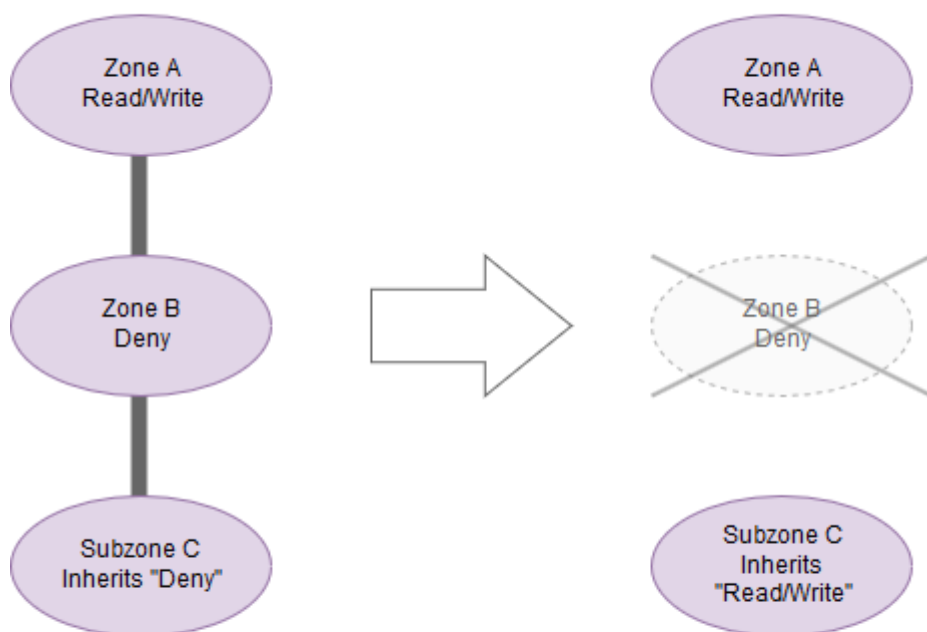 Zone A
Read/Write
Zone B
Deny
Subzone C
Inherits "Deny"
Zone A
Read/Write
Zone B
Deny
Subzone C
Inherits
"Read/Write"